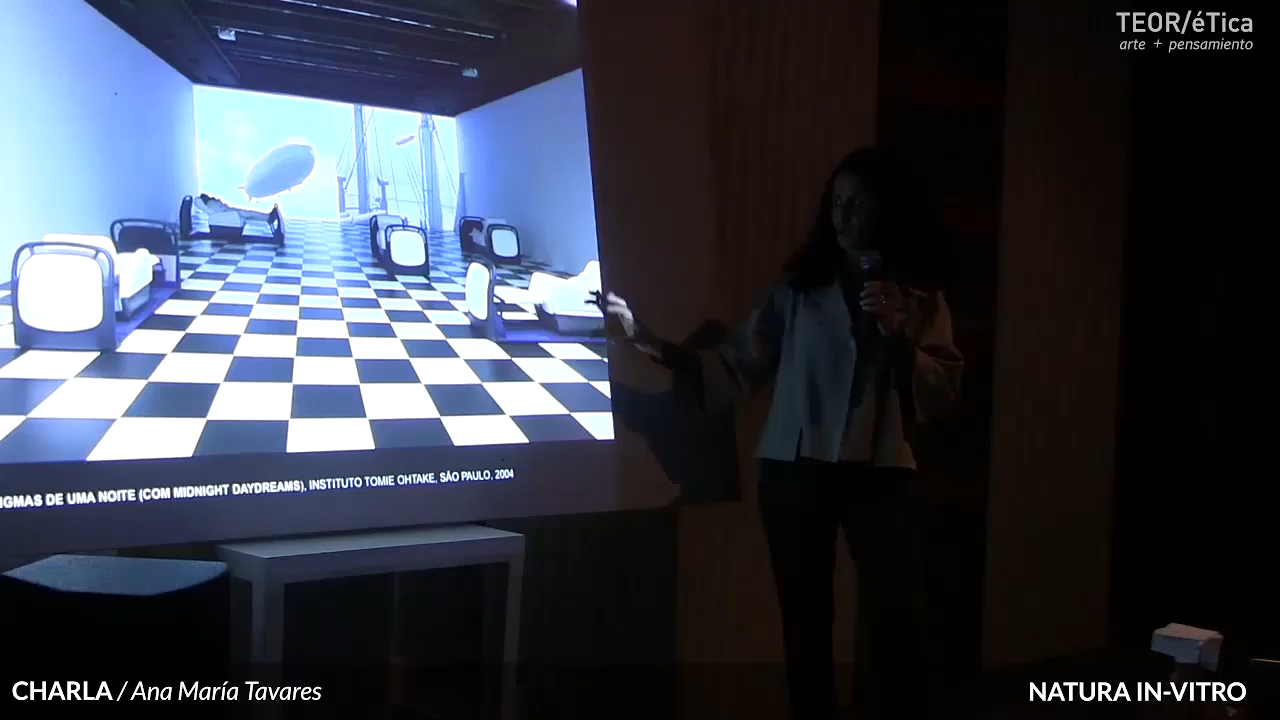 TEOR/éTica
arte + pensamiento
IGMAS DE UMA NOITE (COM MIDNIGHT DAYDREAMS), INSTITUTO TOMIE OHTAKE, SÃO PAULO, 2004
CHARLA / Ana María Tavares
NATURA IN-VITRO